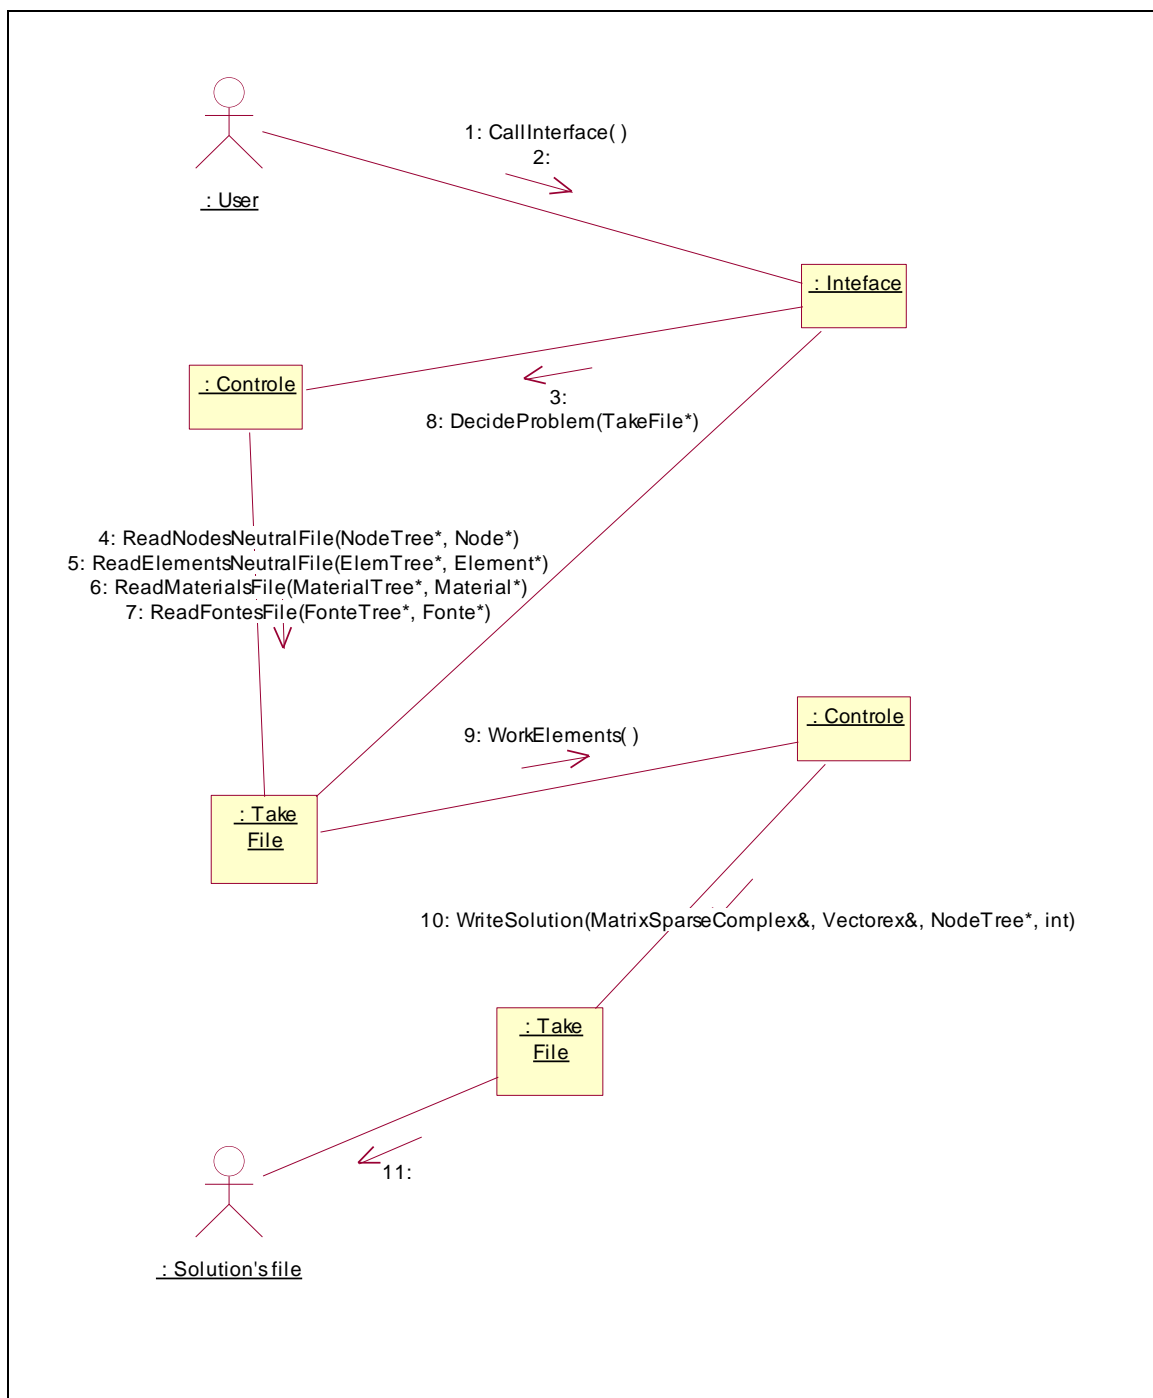 1: CallInterface( )
2:
: User
: Inteface
: Controle
3:
8: DecideProblem(TakeFile*)
4: ReadNodesNeutralFile(NodeTree*, Node*)
5: ReadElementsNeutralFile(ElemTree*, Element*)
6: ReadMaterialsFile(MaterialTree*, Material*)
7: ReadFontesFile(FonteTree*, Fonte*)
: Controle
9: WorkElements( )
: Take
File
10: WriteSolution(MatrixSparseComplex&, Vectorex&, NodeTree*, int)
: Take
File
11:
: Solution's file